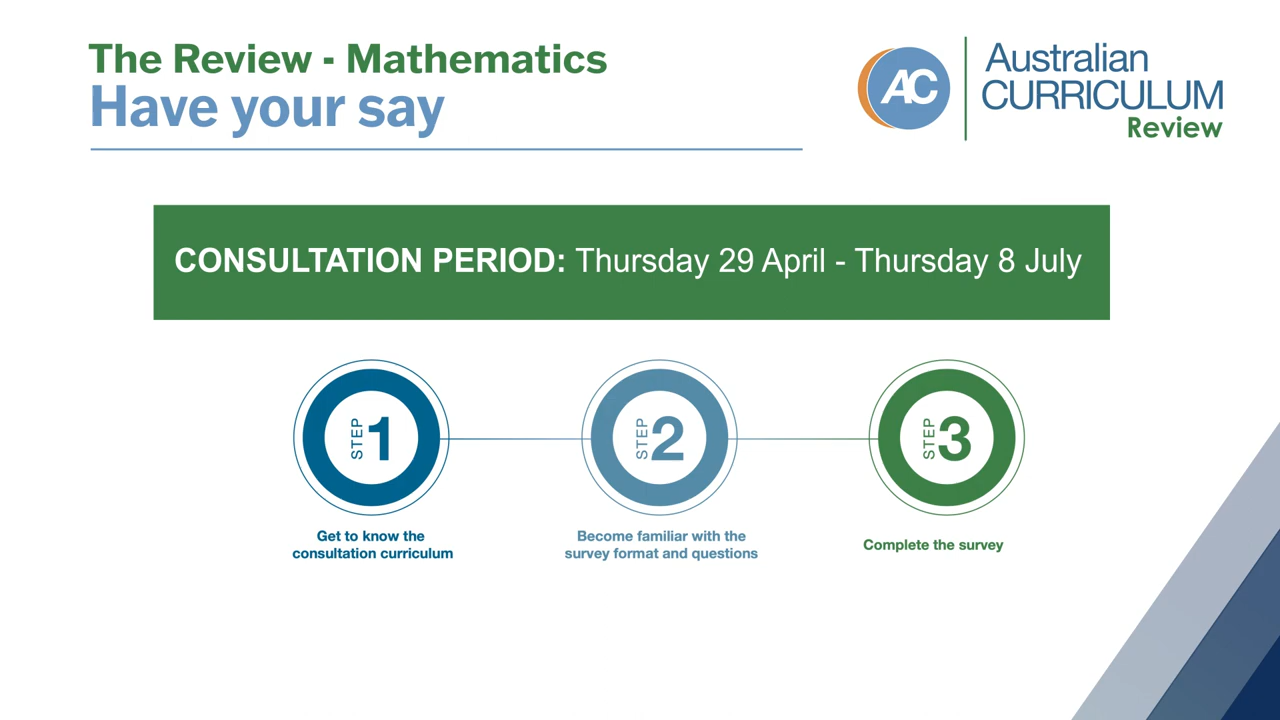 The Review - Mathematics
Have your say
AC
Australian
CURRICULUM
Review
CONSULTATION PERIOD: Thursday 29 April - Thursday 8 July
STEP 1
Get to know the
consultation curriculum
STEP 2
Become familiar with the
survey format and questions
STEP 3
Complete the survey